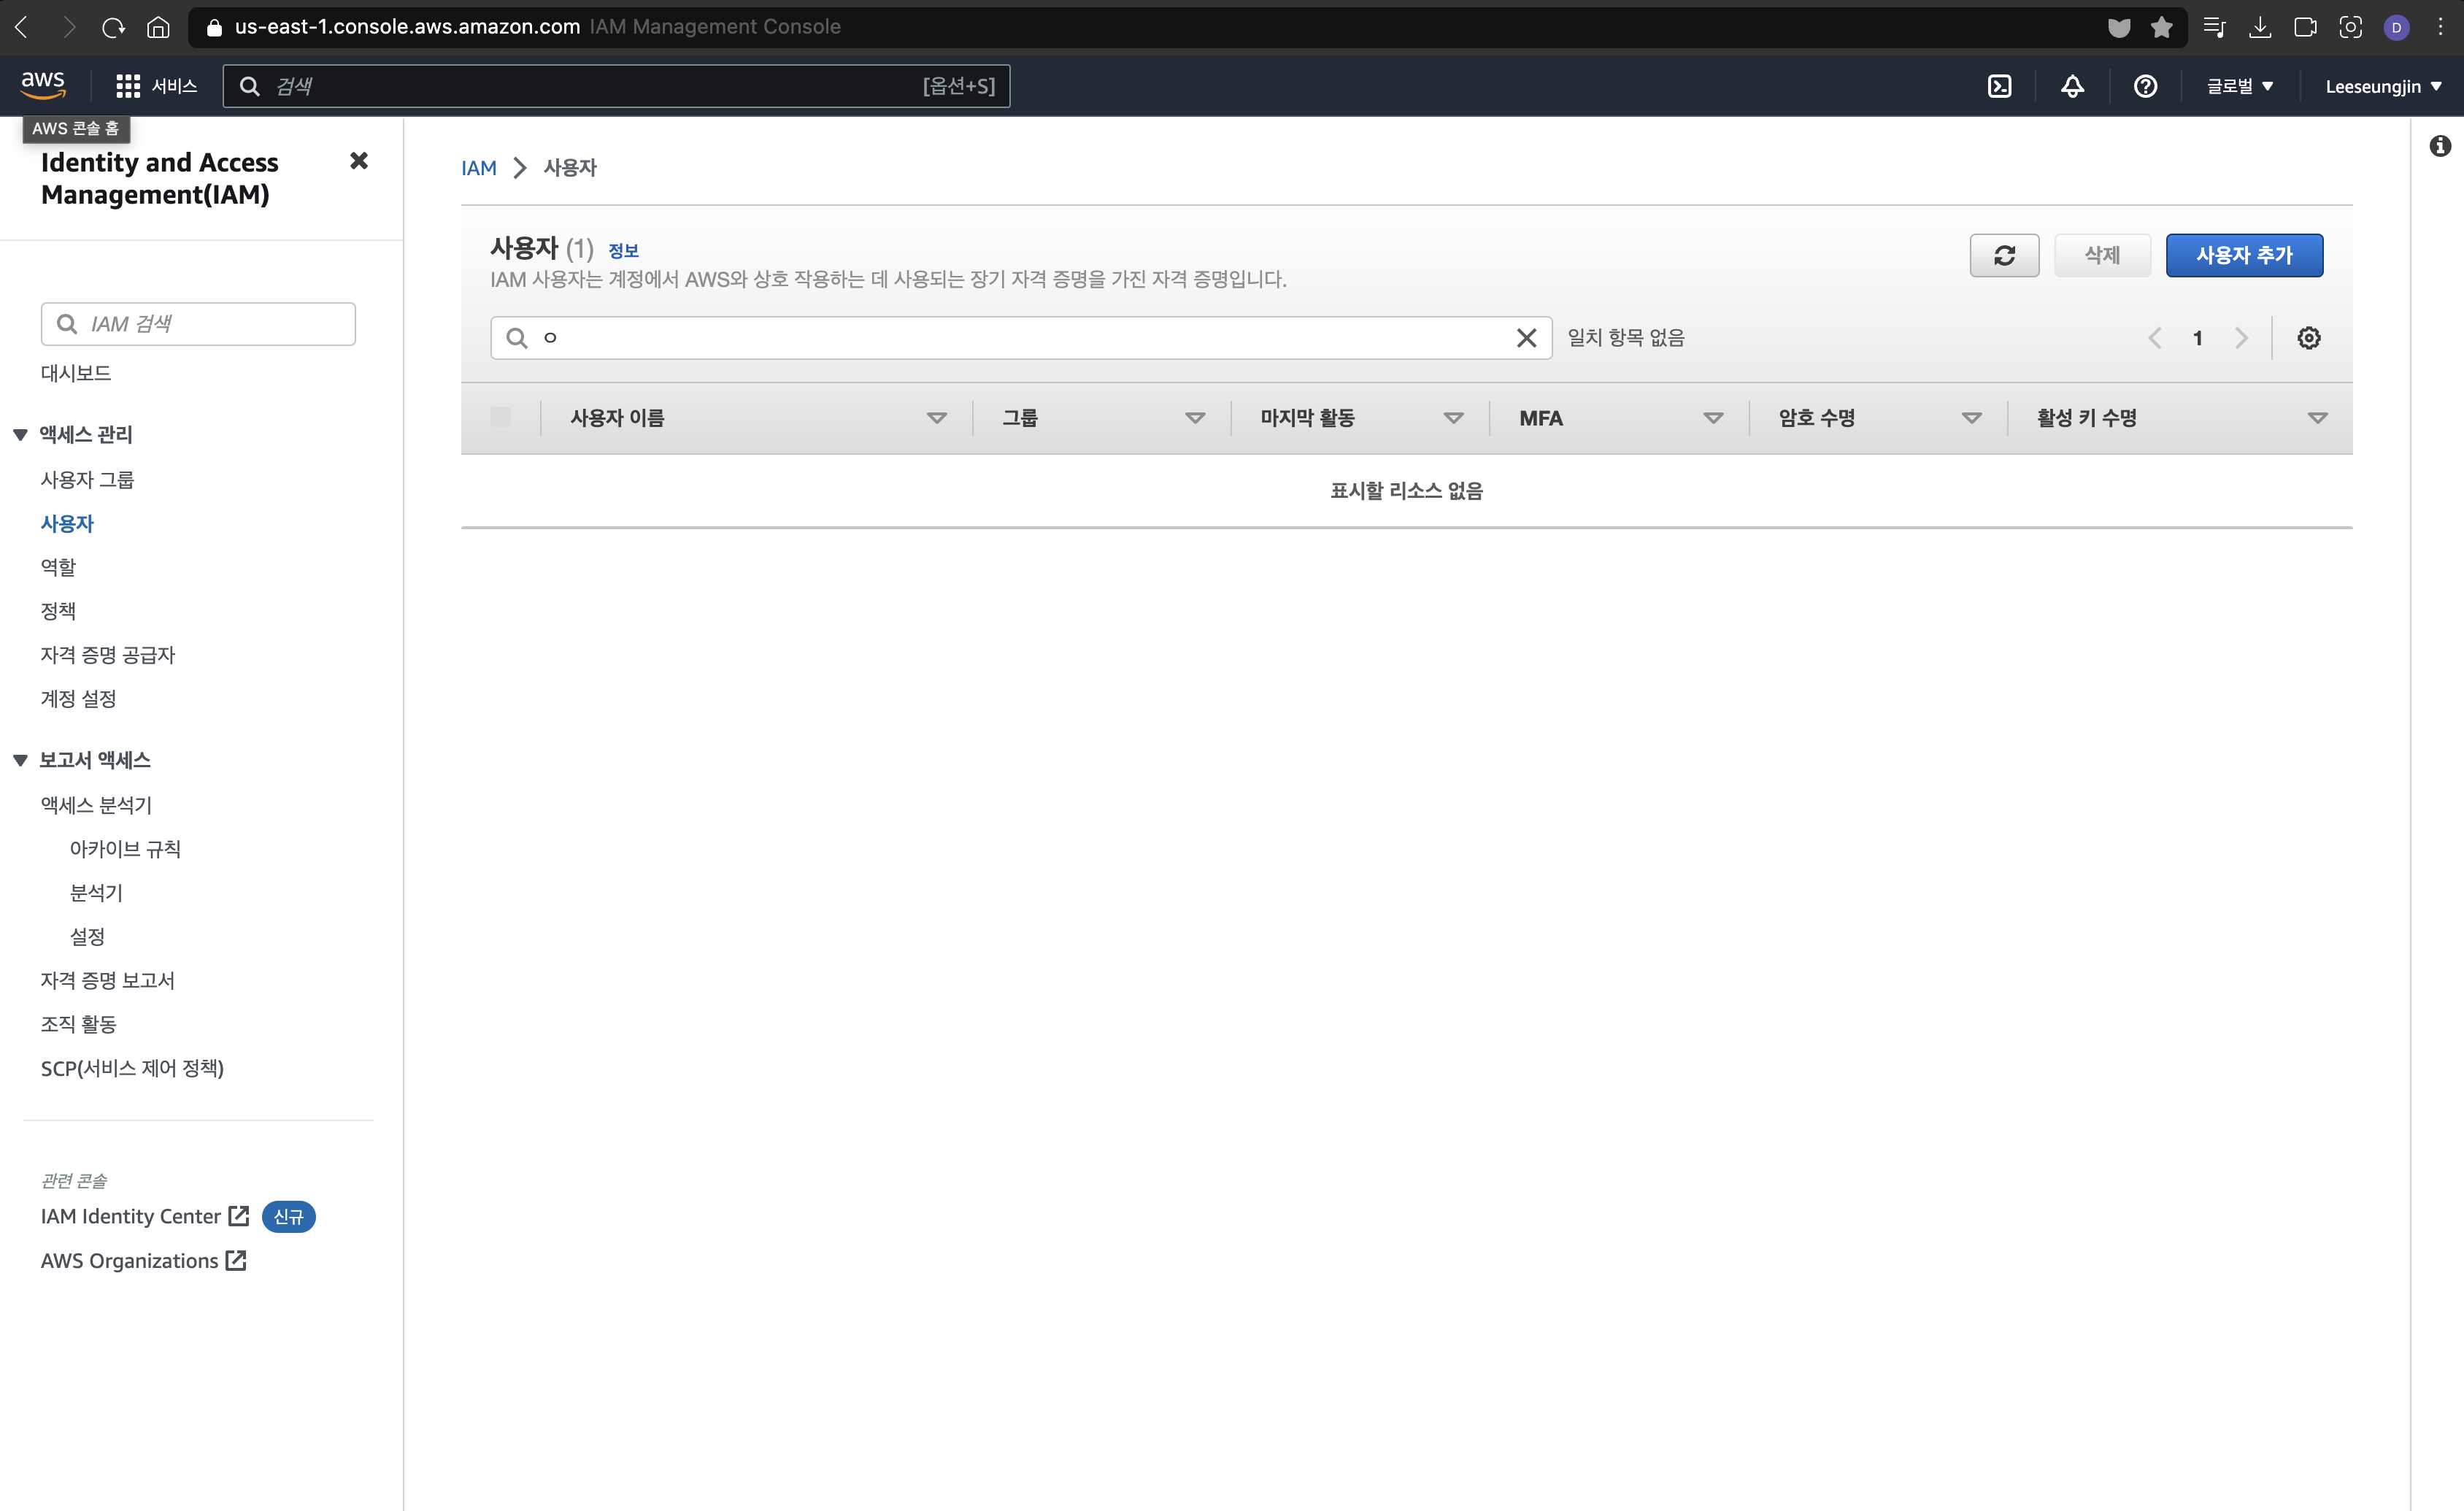 us-east-1.console.aws.amazon.com IAM Management Console
D
aws
서비스
검색
[옵션+S]
글로벌
Leeseungjin
AWS 콘솔 홈
Identity and Access
Management(IAM)
IAM 검색
대시보드
액세스 관리
사용자 그룹
사용자
역할
정책
자격 증명 공급자
계정 설정
보고서 액세스
액세스 분석기
아카이브 규칙
분석기
설정
자격 증명 보고서
조직 활동
SCP(서비스 제어 정책)
관련 콘솔
IAM Identity Center 신규
AWS Organizations
IAM 사용자
사용자 (1) 정보
IAM 사용자는 계정에서 AWS와 상호 작용하는 데 사용되는 장기 자격 증명을 가진 자격 증명입니다.
삭제
사용자 추가
ㅇ
일치 항목 없음
1
사용자 이름 그룹 마지막 활동 MFA 암호 수명 활성 키 수명
표시할 리소스 없음